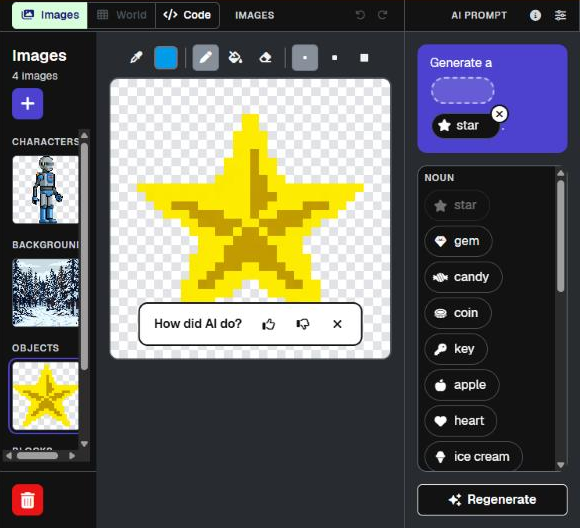 Images
World
Code
IMAGES
AI PROMPT
Images
4 images
CHARACTERS
BACKGROUN
OBJECTS
How did AI do?
Generate a
star
.
NOUN
star
gem
candy
coin
key
apple
heart
ice cream
Regenerate